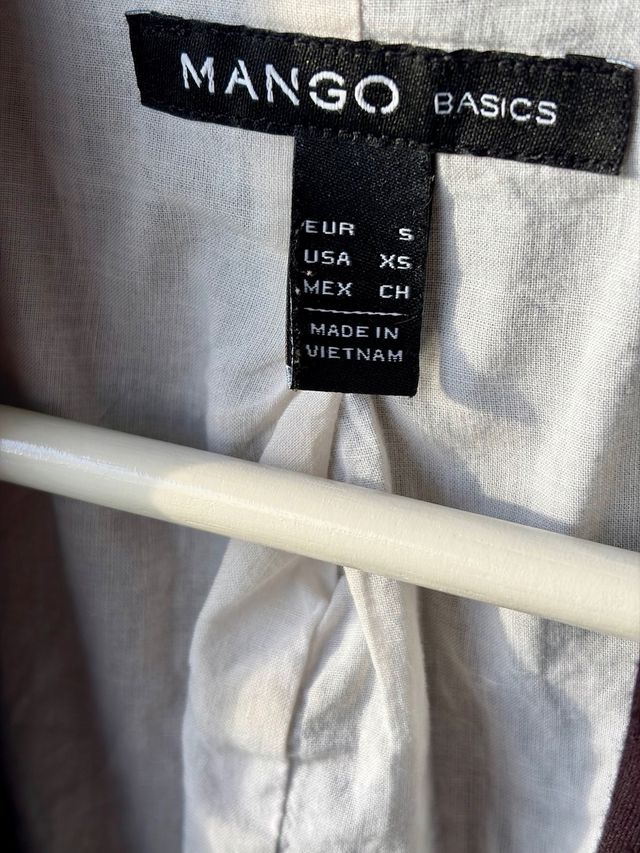 MANGO BASICS
EUR S
USA XS
MEX CH
MADE IN
VIETNAM